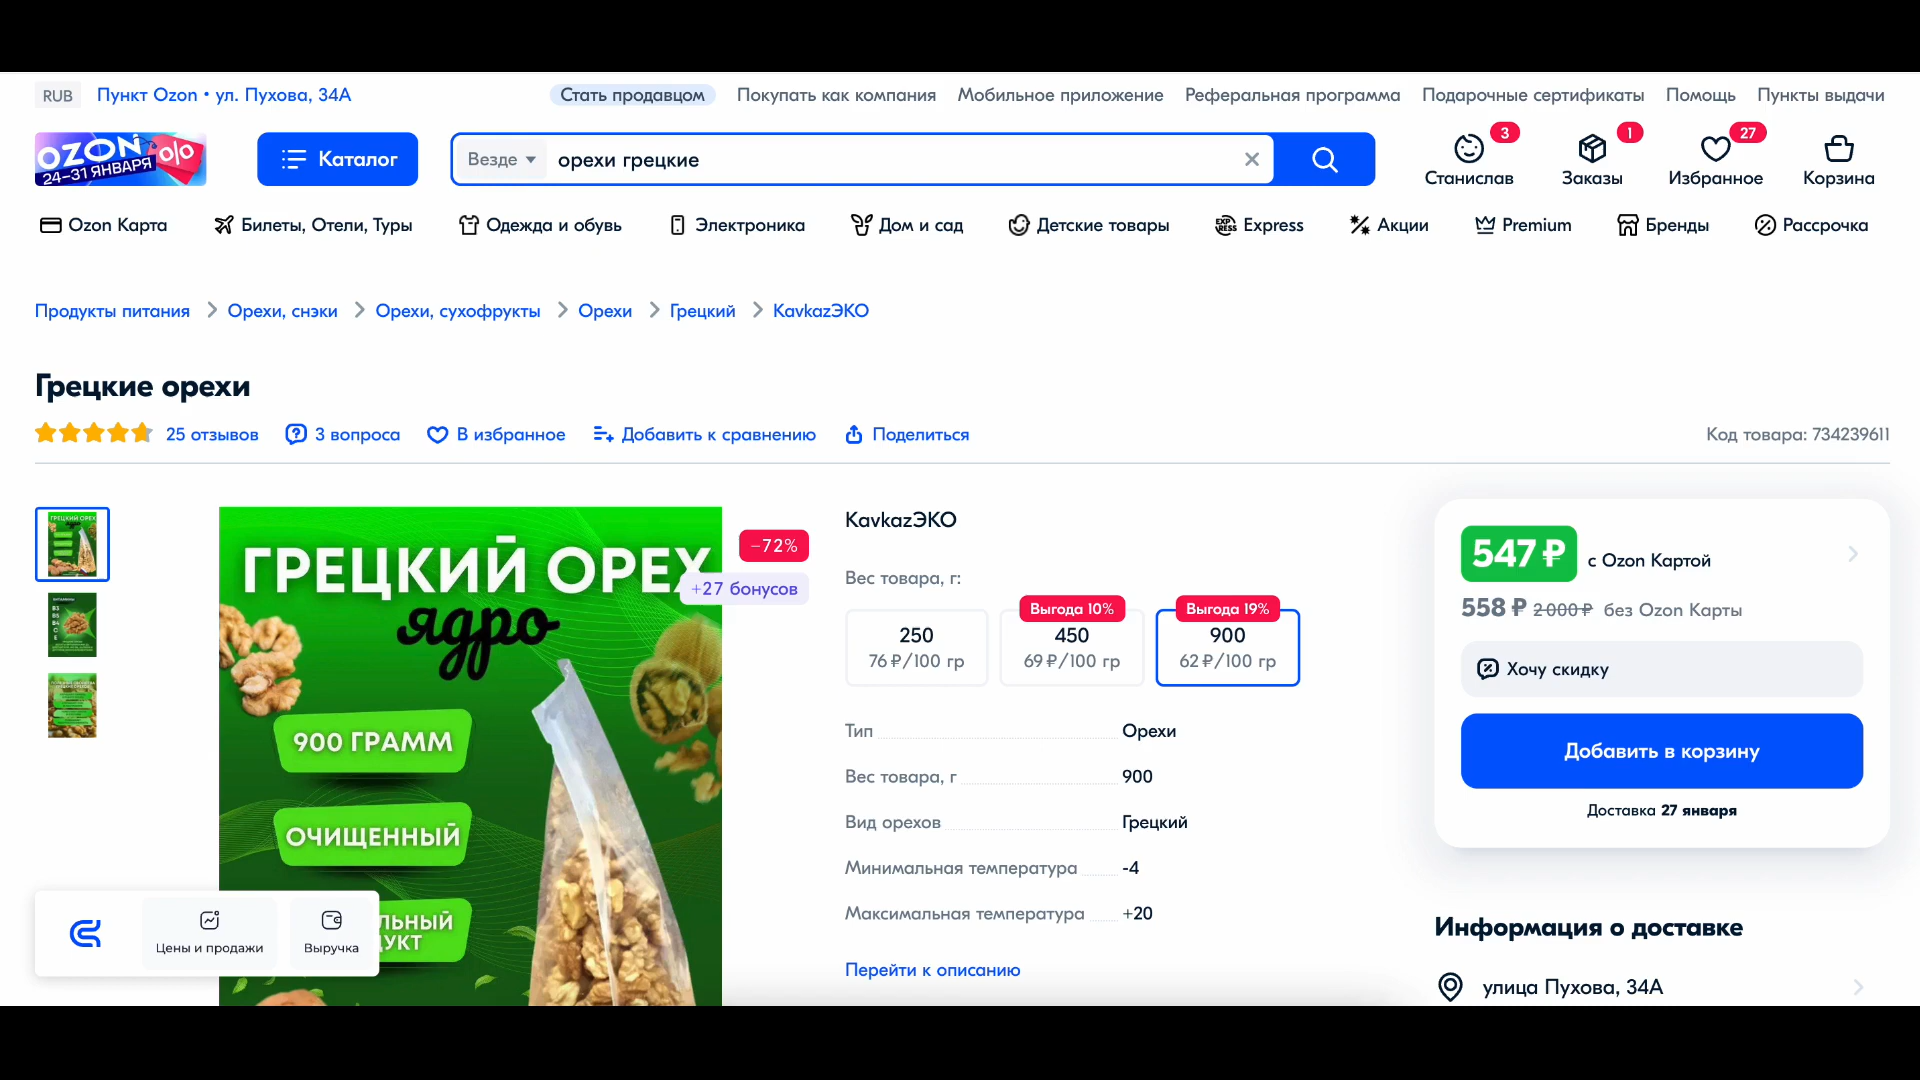 RUB
Пункт Ozon • ул. Пухова, 34А
Стать продавцом
Покупать как компания
Мобильное приложение
Реферальная программа
Подарочные сертификаты
Помощь
Пункты выдачи
OZON %
24-31 ЯНВАРЯ
Каталог
Везде
орехи грецкие
3
Станислав
1
Заказы
27
Избранное
Корзина
Ozon Карта
Билеты, Отели, Туры
Одежда и обувь
Электроника
Дом и сад
Детские товары
Express
Акции
Premium
Бренды
Рассрочка
Продукты питания
Орехи, снэки
Орехи, сухофрукты
Орехи
Грецкий
KavkazЭКО
Грецкие орехи
25 отзывов
3 вопроса
В избранное
Добавить к сравнению
Поделиться
Код товара: 734239611
ГРЕЦКИЙ ОРЕХ
ядро
900 ГРАММ
ОЧИЩЕННЫЙ
ЛЬНЫЙ
УКТ
−72%
+27 бонусов
Цены и продажи
Выручка
KavkazЭКО
Вес товара, г:
250
76 ₽/100 гр
Выгода 10%
450
69 ₽/100 гр
Выгода 19%
900
62 ₽/100 гр
Тип Орехи
Вес товара, г 900
Вид орехов Грецкий
Минимальная температура -4
Максимальная температура +20
Перейти к описанию
547 ₽ с Ozon Картой
558 ₽ 2 000 ₽ без Ozon Карты
Хочу скидку
Добавить в корзину
Доставка 27 января
Информация о доставке
улица Пухова, 34А